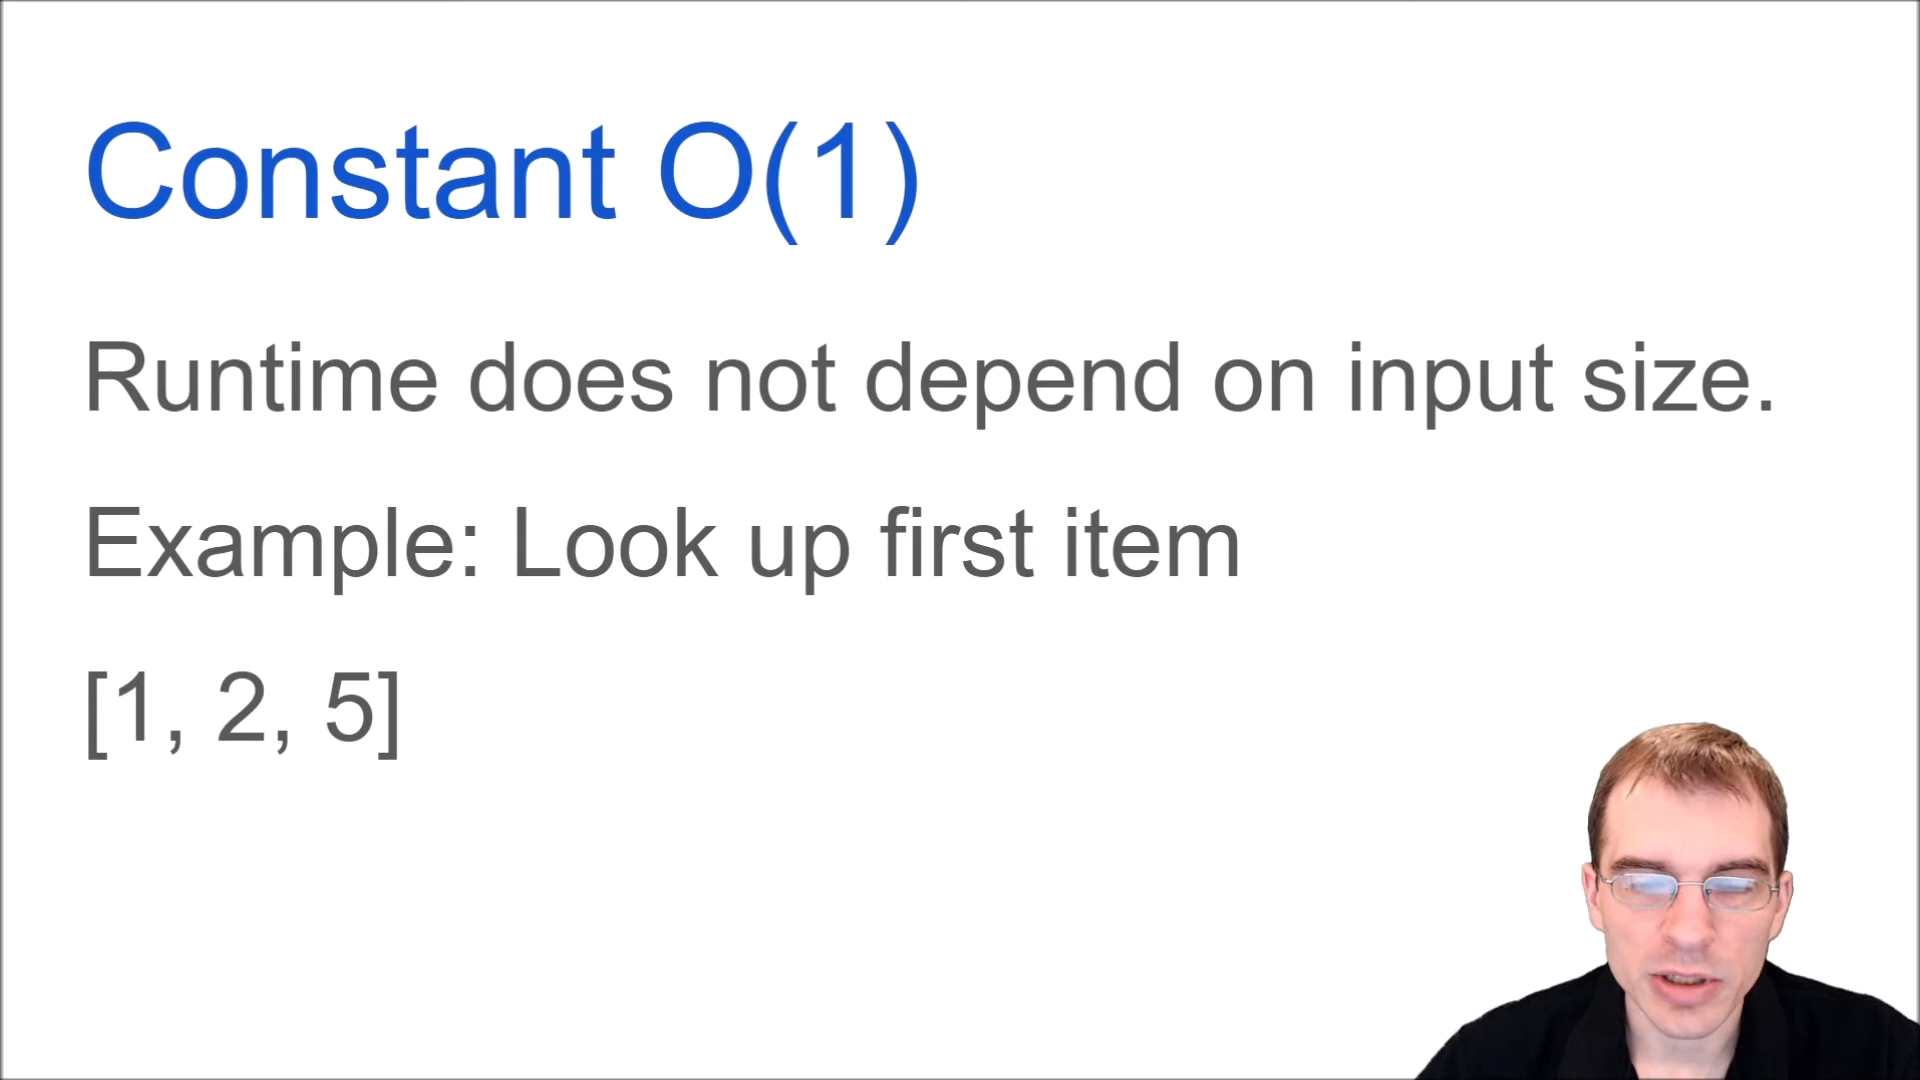 Constant O(1)
Runtime does not depend on input size.
Example: Look up first item
[1, 2, 5]